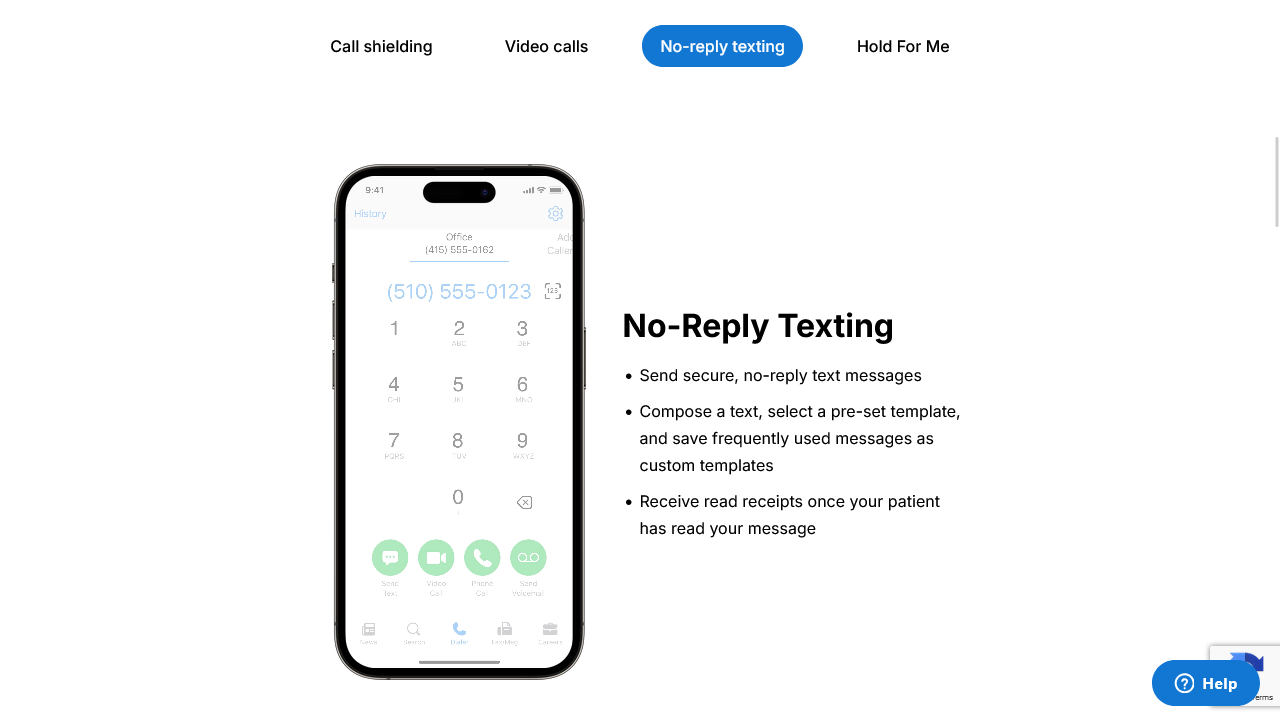 Call shielding
Video calls
No-reply texting
Hold For Me
9:41
History
Office
(415) 555-0162
Add
Caller
(510) 555-0123
123
1
2
3
ABC
DEF
4
5
6
GHI
JKL
MNO
7
8
9
PQRS
TUV
WXYZ
0
+
Send
Text
Video
Call
Phone
Call
Send
Voicemail
News
Search
Dialer
Fax/Msg
Careers
No-Reply Texting
• Send secure, no-reply text messages
• Compose a text, select a pre-set template,
and save frequently used messages as
custom templates
• Receive read receipts once your patient
has read your message
Help